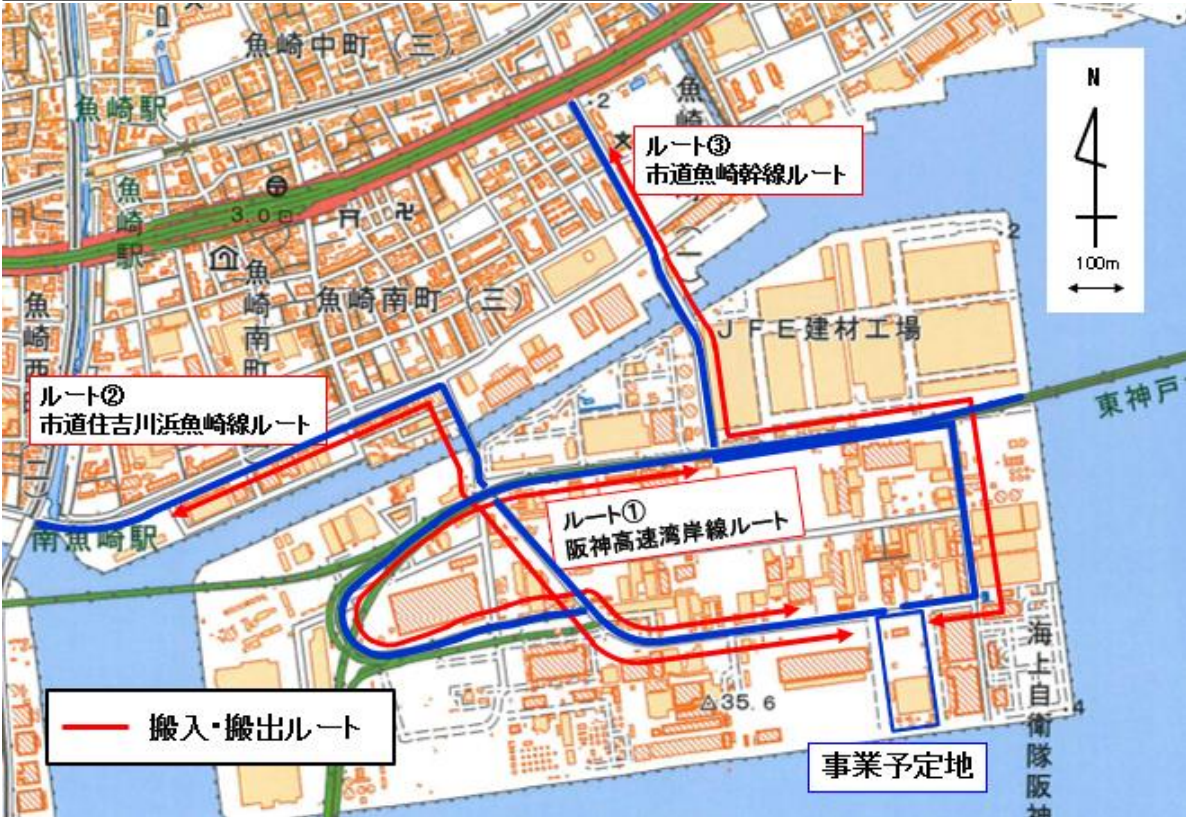 魚崎中町（三）
魚崎駅
魚崎
・2
N
100m
ルート③
市道魚崎幹線ルート
魚崎駅
3.0
魚崎南町
魚崎南町（三）
（一）
・2
魚崎西
JFE建材工場
東神戸
ルート②
市道住吉川浜魚崎線ルート
（二）
南魚崎駅
ルート①
阪神高速湾岸線ルート
海上自衛隊阪神
35.6
・4
搬入・搬出ルート
事業予定地